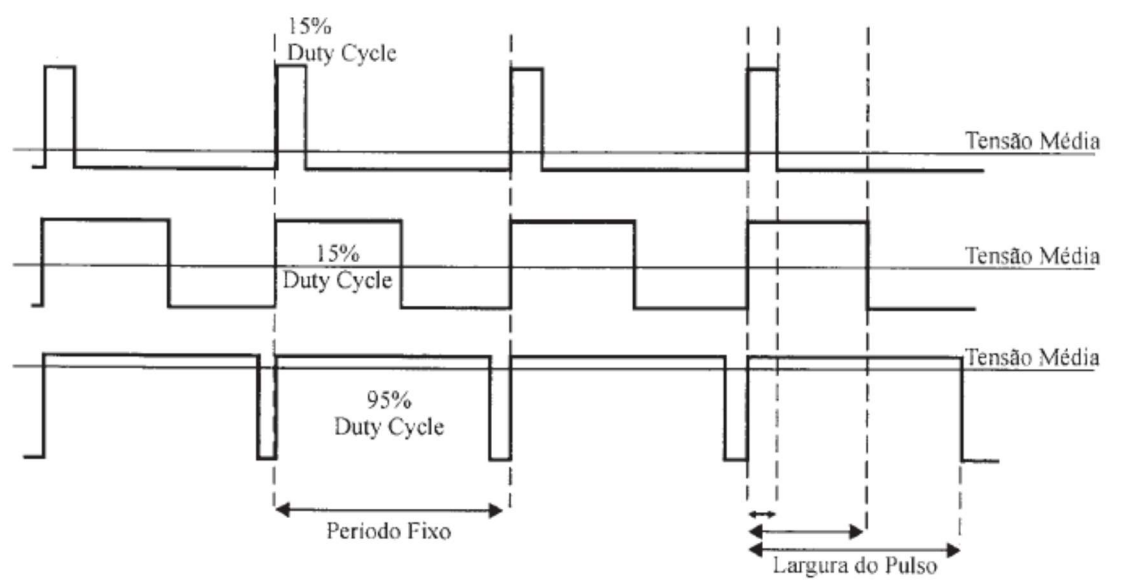 15%
Duty Cycle
Tensão Média
15%
Duty Cycle
Tensão Média
Tensão Média
95%
Duty Cycle
Periodo Fixo
Largura do Pulso